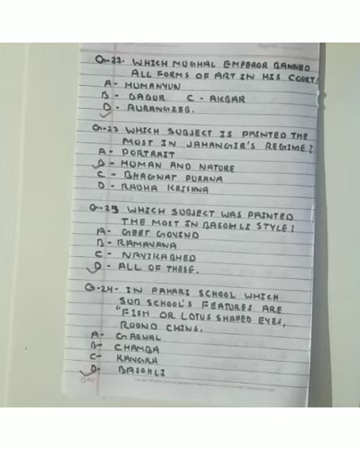 Q-21. WHICH MUGHAL EMPEROR BANNED
ALL FORMS OF ART IN HIS COURT?
A- HUMANYUN
B- BABUR C- AKBAR
D- AURANGZEB.
Q-22 WHICH SUBJECT IS PAINTED THE
MOST IN JAHANGIR'S REGIME?
A- PORTRAIT
B- HUMAN AND NATURE
C- BHAGWAT PURANA
D- RADHA KRISHNA
Q-23 WHICH SUBJECT WAS PAINTED
THE MOST IN BASOHLI STYLE?
A- GEET GOVIND
B- RAMAYANA
C- NAYIKABHED
D- ALL OF THESE.
Q-24- IN PAHARI SCHOOL WHICH
SUB SCHOOL'S FEATURES ARE
"FISH OR LOTUS SHAPED EYES,
ROUND CHINS.
A- GARWAL
B- CHAMBA
C- KANGRA
D- BASOHLI